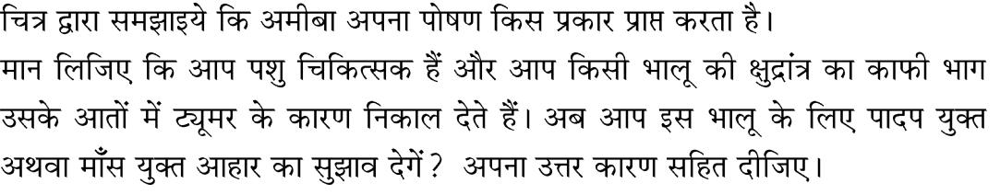 चित्र द्वारा समझाइये कि अमीबा अपना पोषण किस प्रकार प्राप्त करता है।
मान लिजिए कि आप पशु चिकित्सक हैं और आप किसी भालू की क्षुद्रांत्र का काफी भाग
उसके आतों में ट्यूमर के कारण निकाल देते हैं। अब आप इस भालू के लिए पादप युक्त
अथवा माँस युक्त आहार का सुझाव देगें? अपना उत्तर कारण सहित दीजिए।